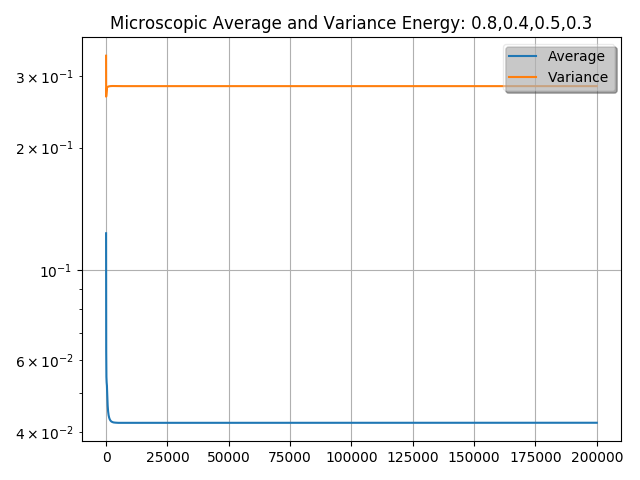 Microscopic Average and Variance Energy: 0.8,0.4,0.5,0.3
Average
Variance
3 × 10⁻¹
2 × 10⁻¹
10⁻¹
6 × 10⁻²
4 × 10⁻²
0 25000 50000 75000 100000 125000 150000 175000 200000